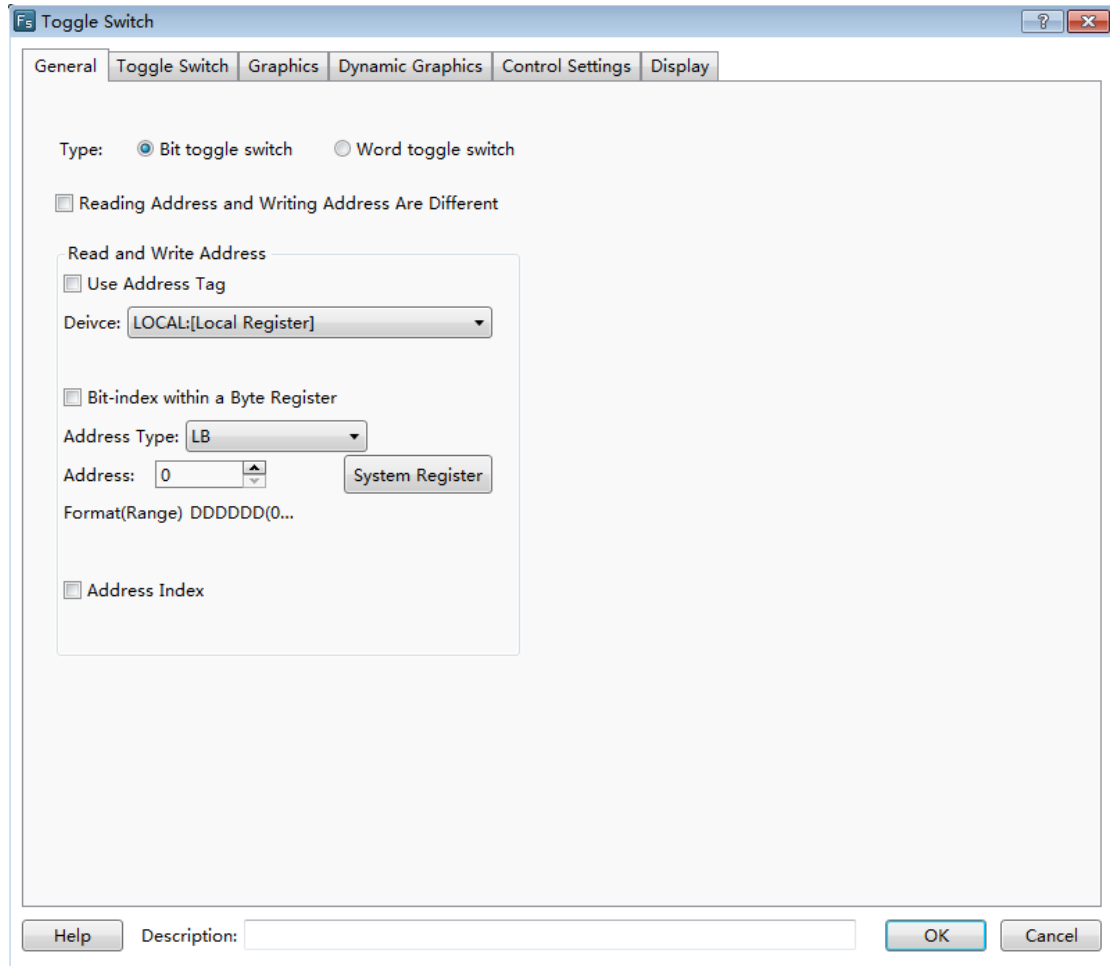 Fs Toggle Switch ?
General Toggle Switch Graphics Dynamic Graphics Control Settings Display
Type: Bit toggle switch Word toggle switch
Reading Address and Writing Address Are Different
Read and Write Address
Use Address Tag
Deivce: LOCAL:[Local Register]
Bit-index within a Byte Register
Address Type: LB
Address: 0 System Register
Format(Range) DDDDDD(0...
Address Index
Help Description: OK Cancel